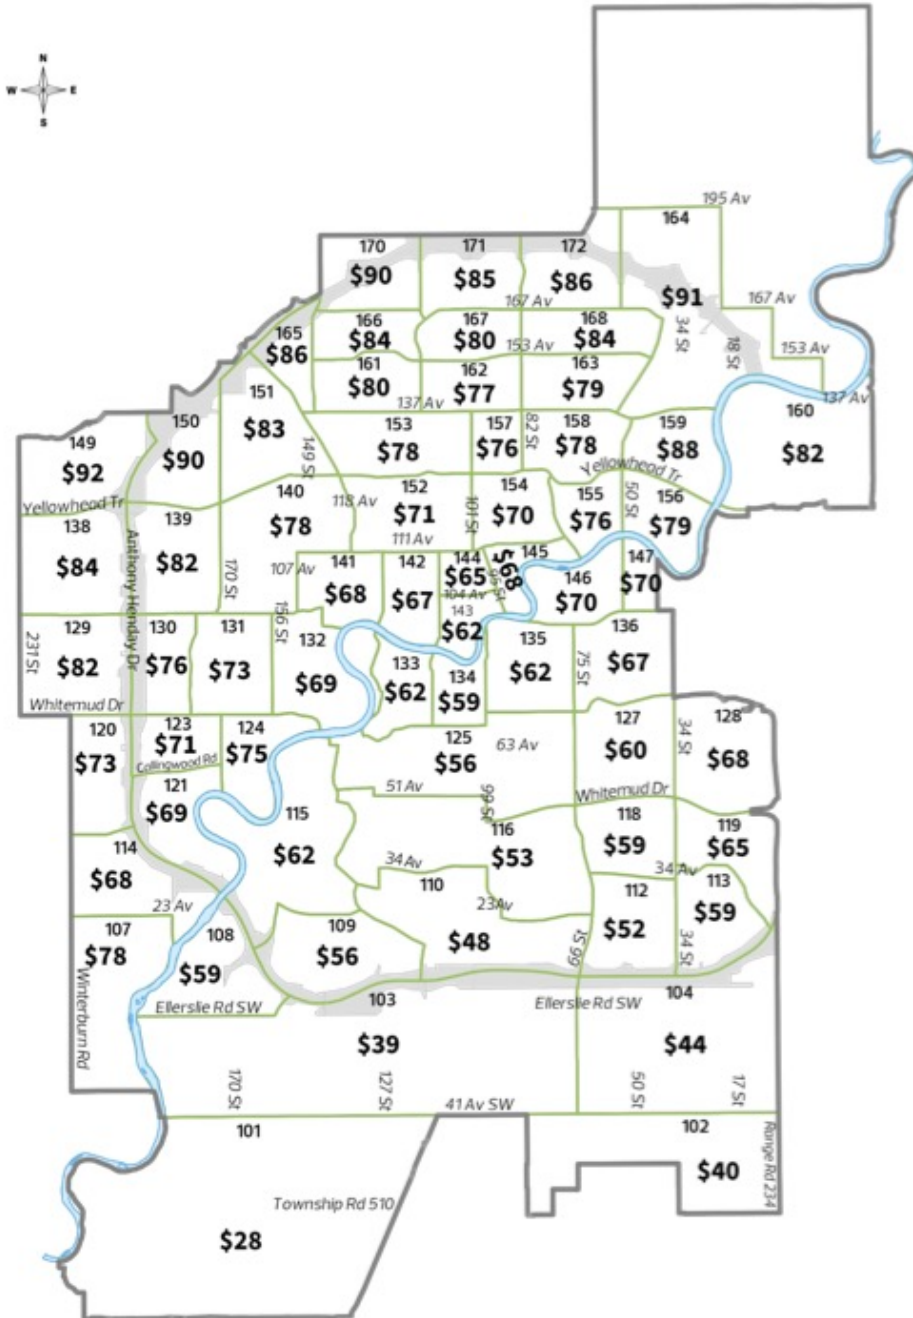 N
W E
S
195 Av
164
170
171
172
$90
$85
$86
$91
167 Av
167 Av
165
166
167
168
34 St
18 St
$86
$84
$80
153 Av
$84
153 Av
161
162
163
$80
$77
$79
137 Av
137 Av
160
151
149
150
153
157
82 St
158
159
$83
$92
$90
149 St
$78
$76
$78
$88
$82
Yellowhead Tr
Yellowhead Tr
140
152
154
155
50 St
156
138
139
118 Av
101 St
$78
$71
$70
$76
$79
111 Av
$84
Anthony Henday Dr
$82
170 St
107 Av
141
142
144
$68
145
147
$65
95 St
146
$68
$67
104 Av
$70
$70
143
129
130
131
156 St
132
$62
135
136
231 St
$82
$76
$73
$69
133
134
$62
75 St
$67
$62
$59
Whitemud Dr
120
123
124
125
127
34 St
128
$73
$71
$75
$56
63 Av
$60
$68
Collingwood Rd
121
51 Av
99 St
Whitemud Dr
$69
115
116
118
119
$62
$53
$59
$65
114
34 Av
34 Av
$68
110
112
113
23 Av
23Av
107
108
109
$59
$78
$59
$56
$48
66 St
$52
34 St
Winterburn Rd
Ellerslie Rd SW
103
Ellerslie Rd SW
104
$39
$44
170 St
127 St
50 St
17 St
41 Av SW
101
102
Range Rd 234
$40
Township Rd 510
$28